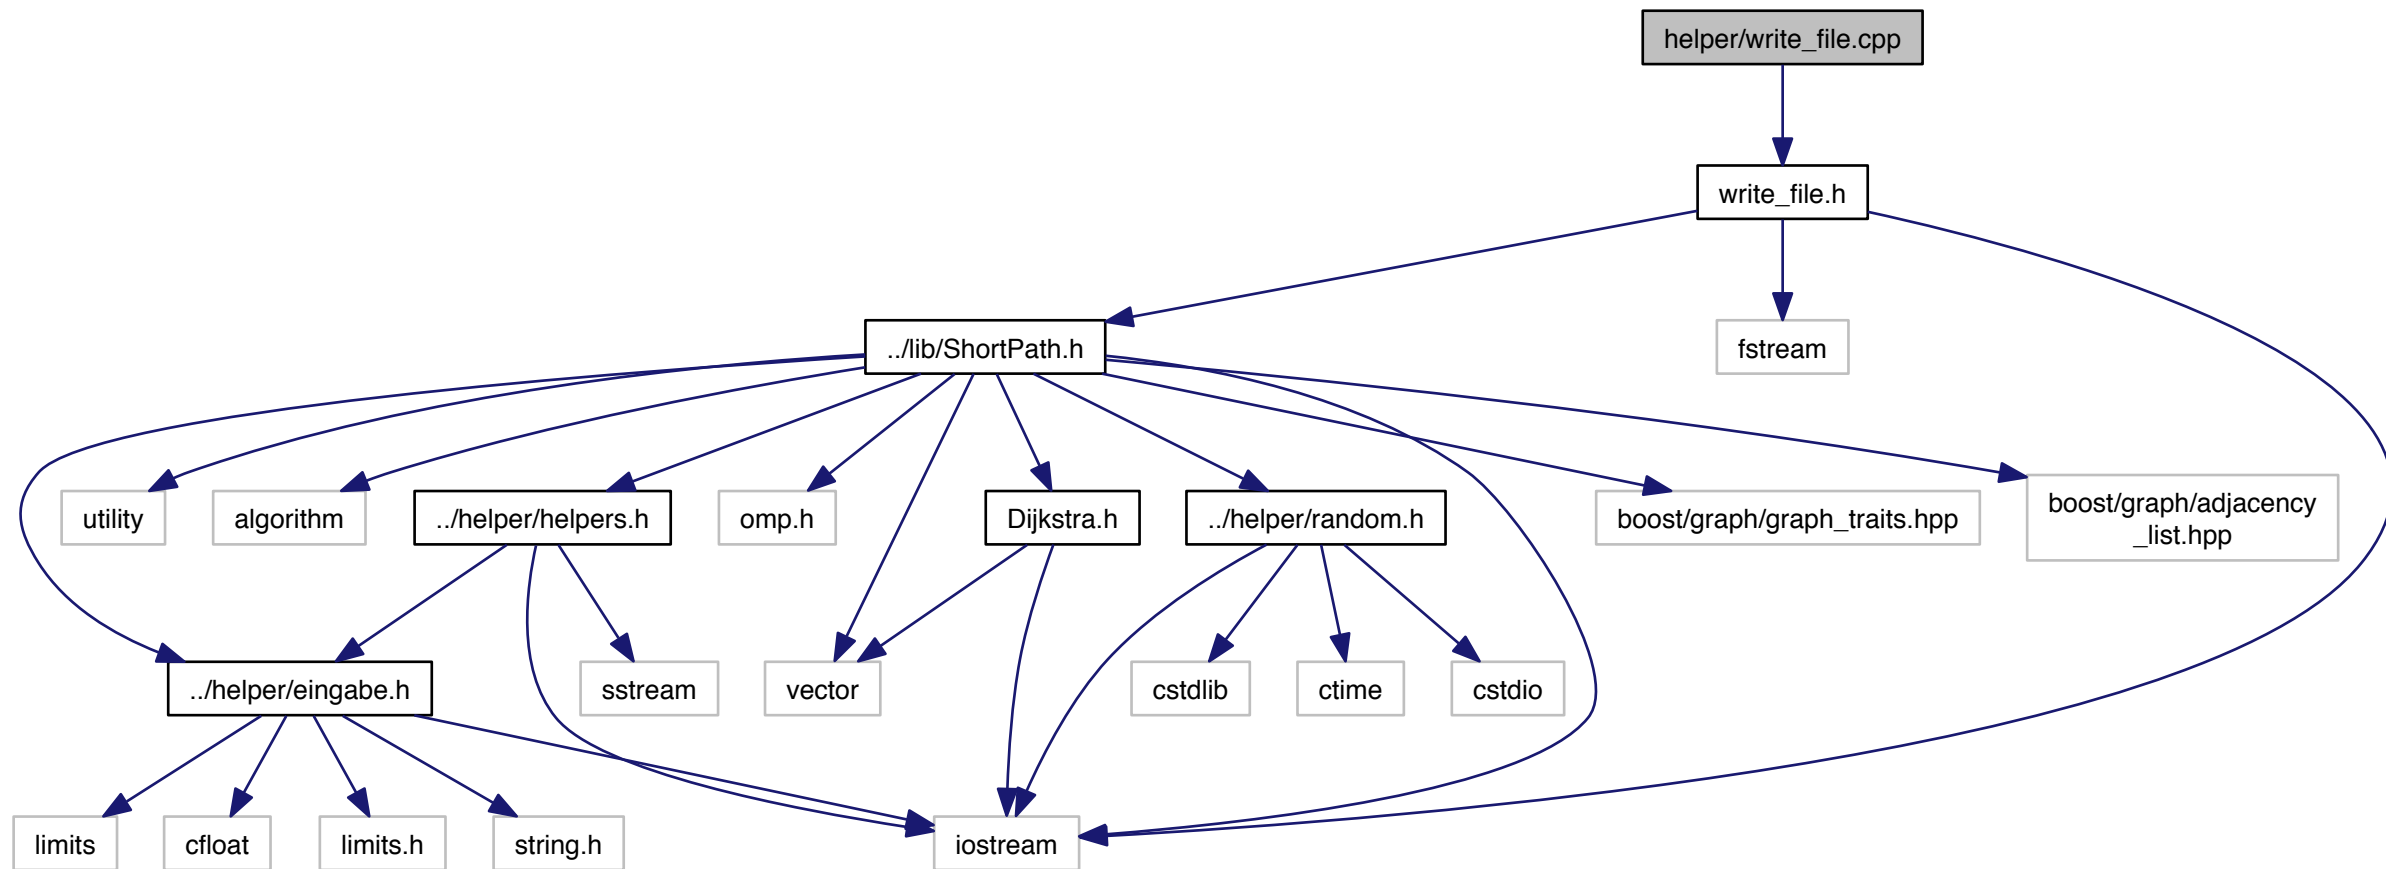 helper/write_file.cpp
write_file.h
../lib/ShortPath.h
fstream
utility
algorithm
../helper/helpers.h
omp.h
Dijkstra.h
../helper/random.h
boost/graph/graph_traits.hpp
boost/graph/adjacency
_list.hpp
../helper/eingabe.h
sstream
vector
cstdlib
ctime
cstdio
limits
cfloat
limits.h
string.h
iostream